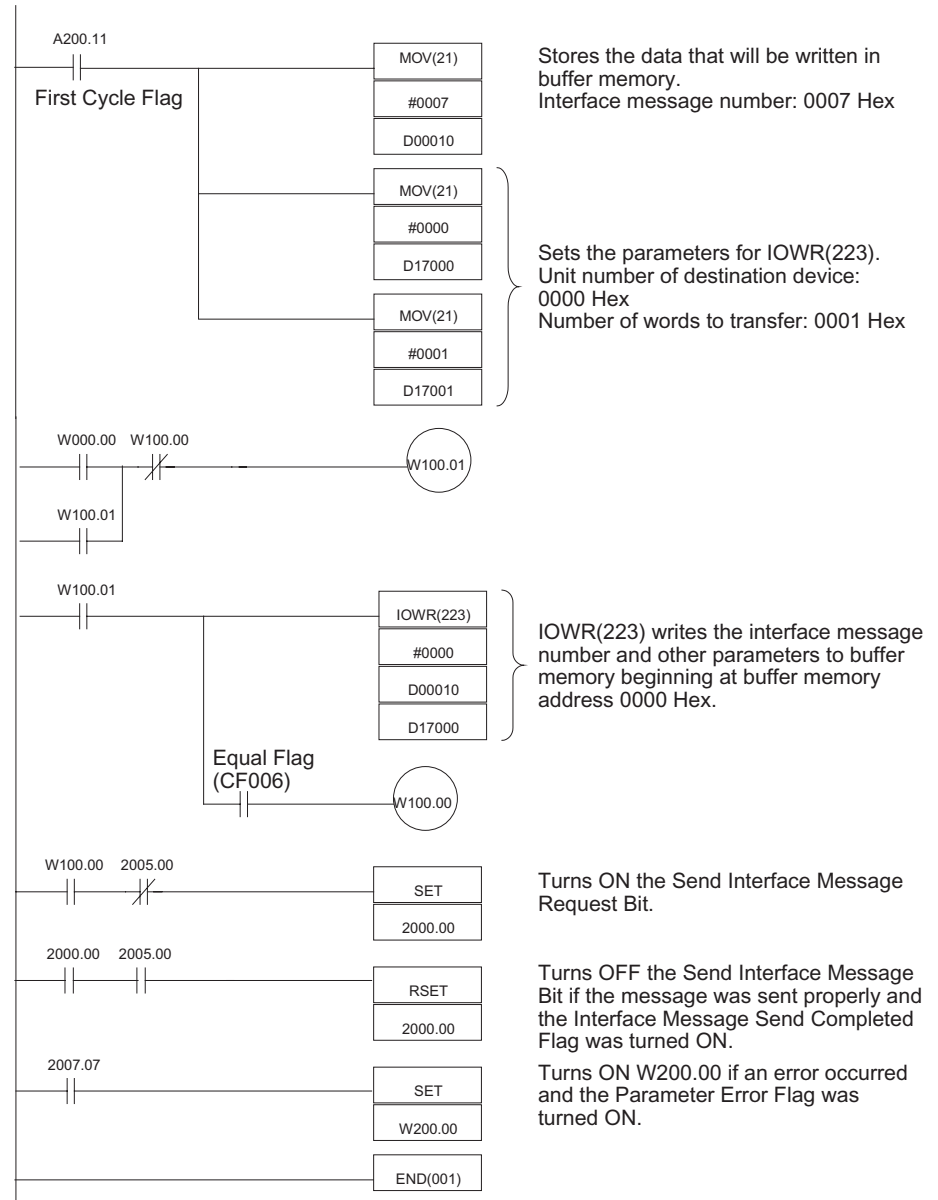 A200.11
First Cycle Flag
MOV(21)
#0007
D00010
Stores the data that will be written in
buffer memory.
Interface message number: 0007 Hex
MOV(21)
#0000
D17000
MOV(21)
#0001
D17001
Sets the parameters for IOWR(223).
Unit number of destination device:
0000 Hex
Number of words to transfer: 0001 Hex
W000.00 W100.00
W100.01
W100.01
W100.01
IOWR(223)
#0000
D00010
D17000
IOWR(223) writes the interface message
number and other parameters to buffer
memory beginning at buffer memory
address 0000 Hex.
Equal Flag
(CF006)
W100.00
W100.00 2005.00
SET
2000.00
Turns ON the Send Interface Message
Request Bit.
2000.00 2005.00
RSET
2000.00
Turns OFF the Send Interface Message
Bit if the message was sent properly and
the Interface Message Send Completed
Flag was turned ON.
2007.07
SET
W200.00
Turns ON W200.00 if an error occurred
and the Parameter Error Flag was
turned ON.
END(001)